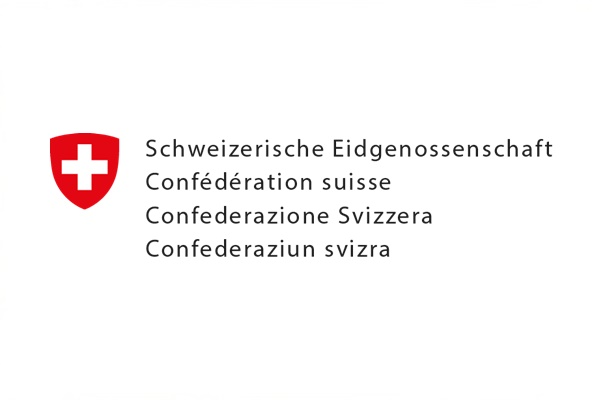 Schweizerische Eidgenossenschaft
Confédération suisse
Confederazione Svizzera
Confederaziun svizra